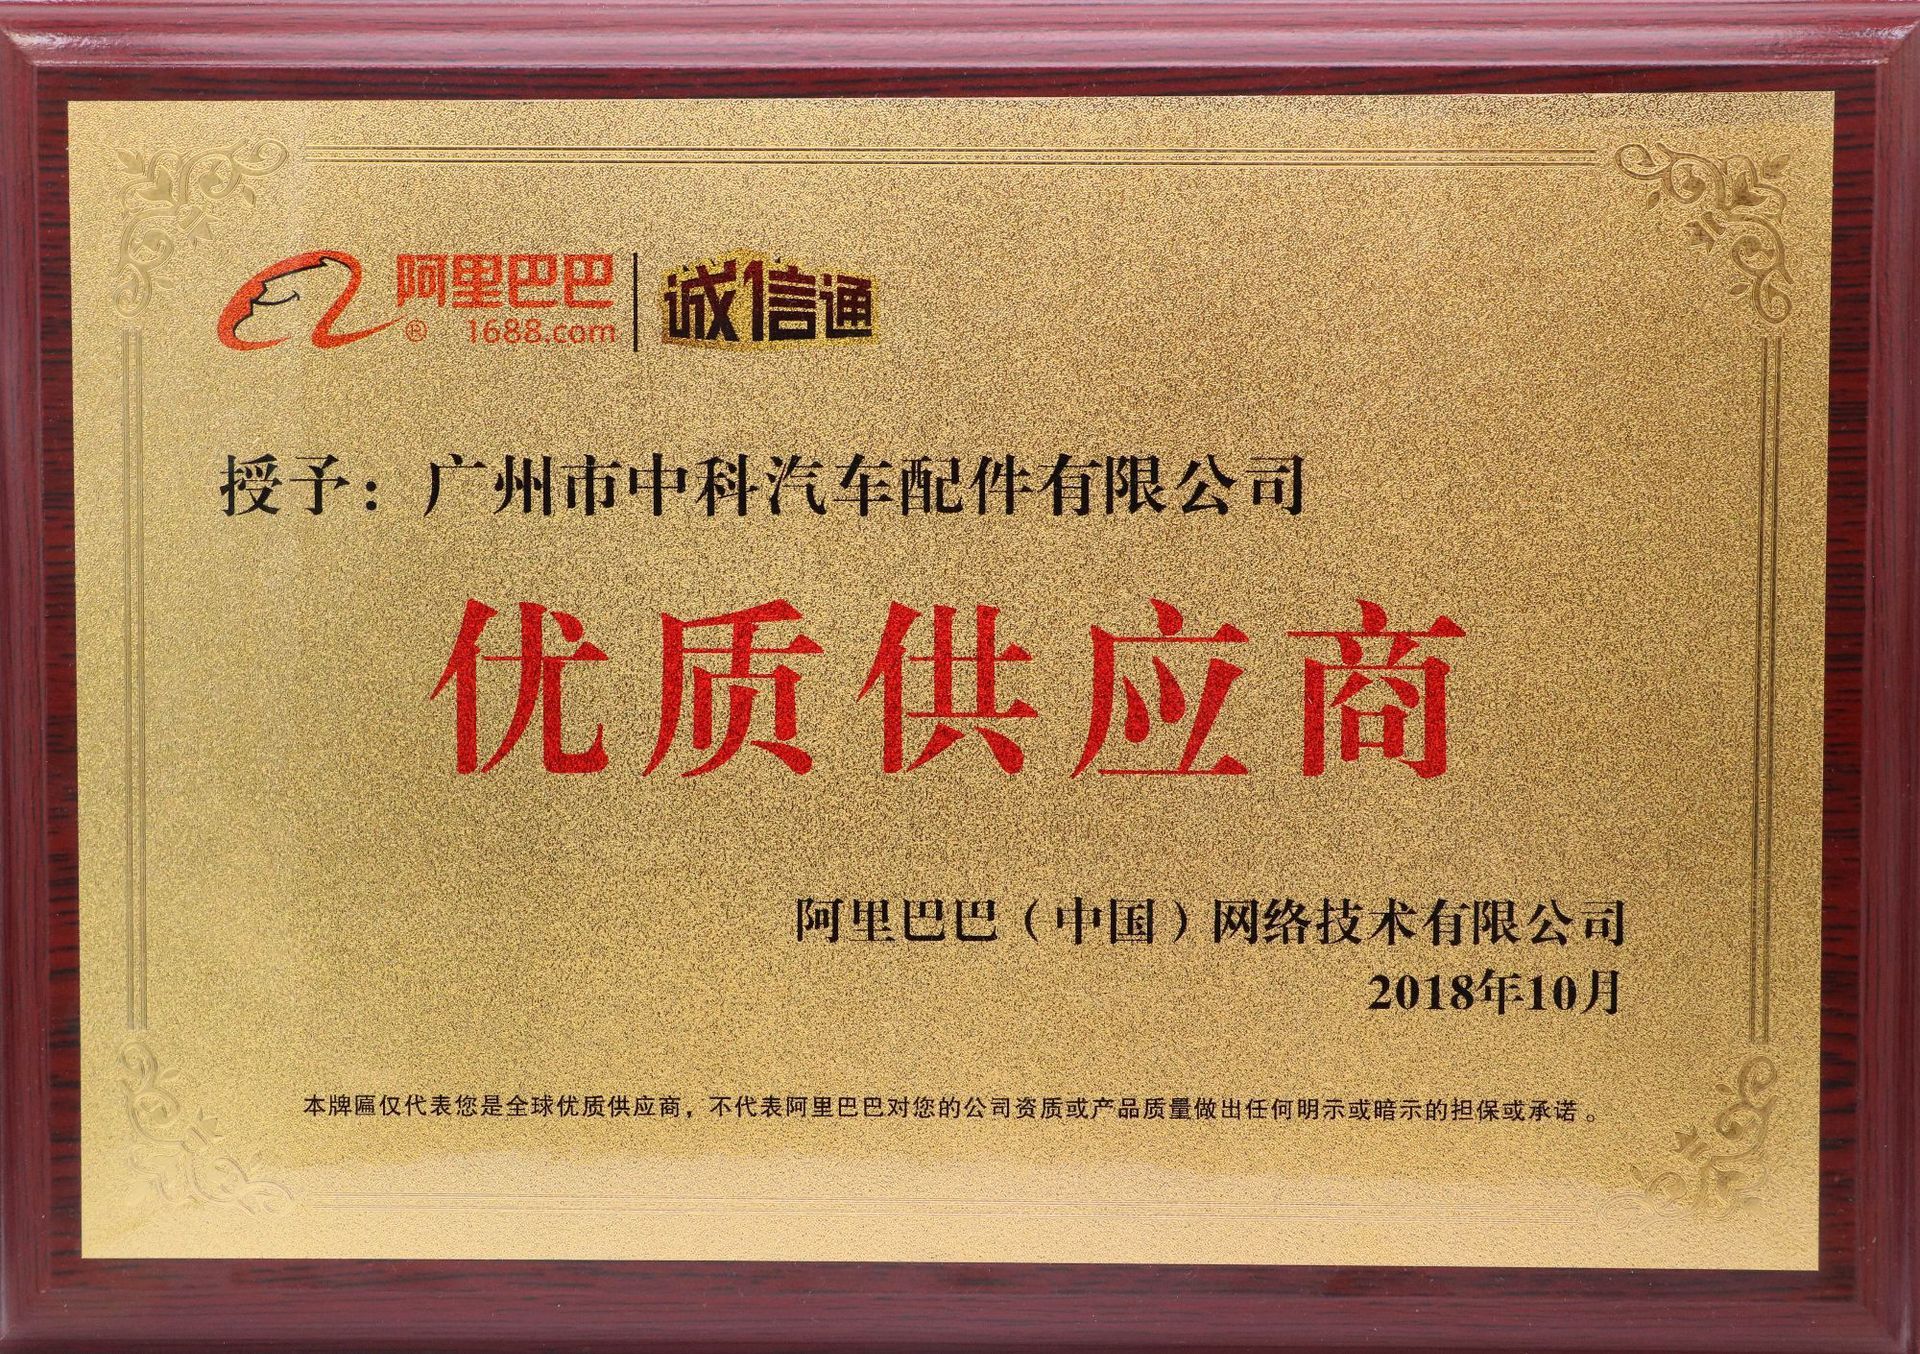 阿里巴巴
® 1688.com
诚信通
授予：广州市中科汽车配件有限公司
优质供应商
阿里巴巴（中国）网络技术有限公司
2018年10月
本牌匾仅代表您是全球优质供应商，不代表阿里巴巴对您的公司资质或产品质量做出任何明示或暗示的担保或承诺。